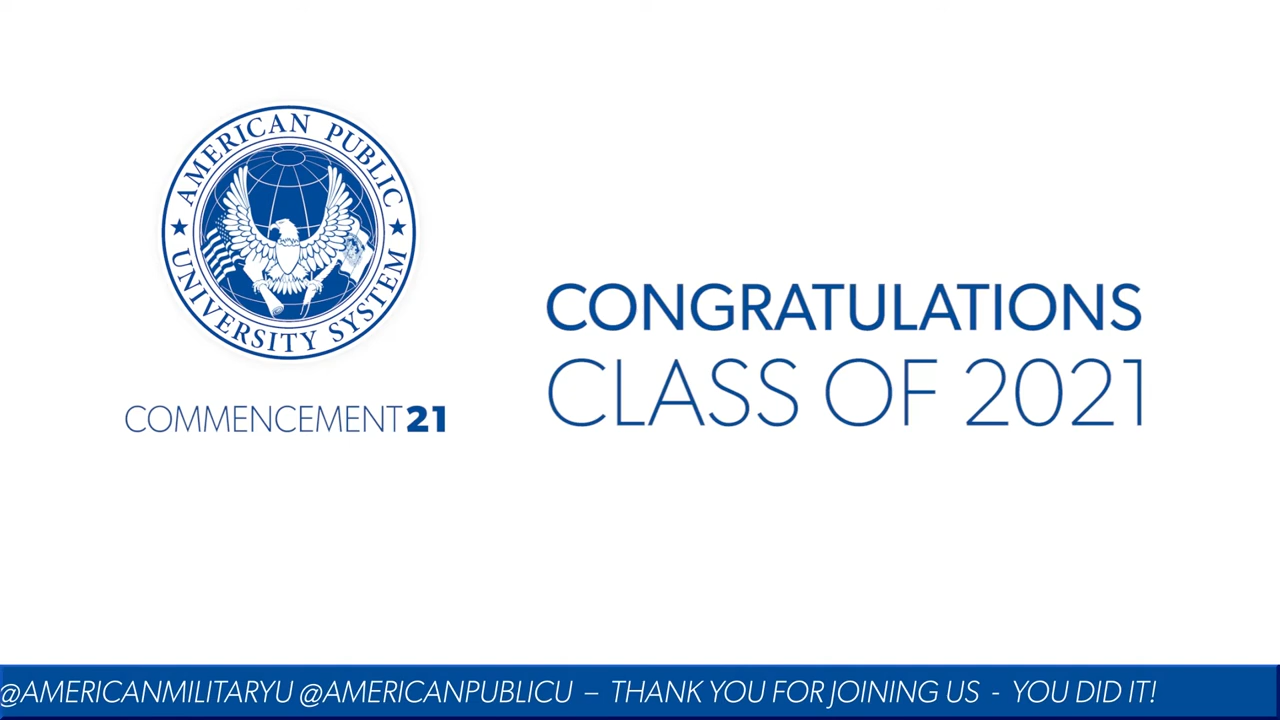 AMERICAN PUBLIC
UNIVERSITY SYSTEM
COMMENCEMENT21
CONGRATULATIONS
CLASS OF 2021
@AMERICANMILITARYU @AMERICANPUBLICU – THANK YOU FOR JOINING US - YOU DID IT!